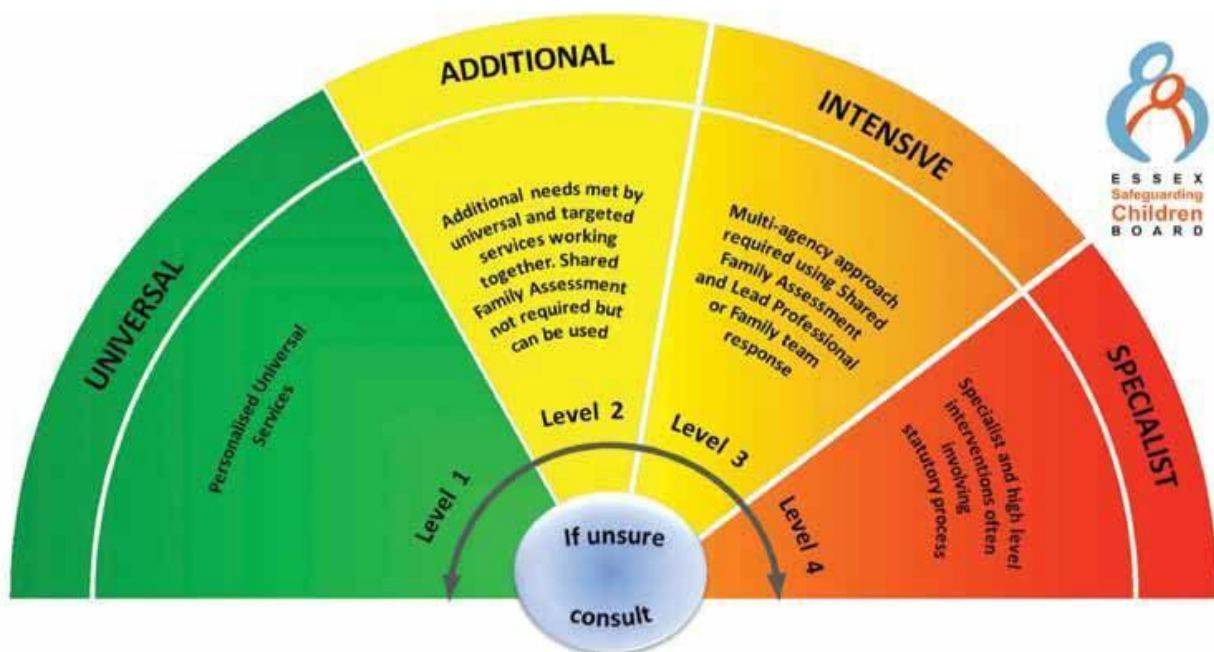 UNIVERSAL
Personalised Universal
Services
Level 1
ADDITIONAL
Additional needs met by
universal and targeted
services working
together. Shared
Family Assessment
not required but
can be used
Level 2
INTENSIVE
Multi-agency approach
required using Shared
Family Assessment
and Lead Professional
or Family team
response
Level 3
SPECIALIST
Specialist and high level
interventions often
involving
statutory process
Level 4
If unsure
consult
ESSEX
Safeguarding
Children
BOARD